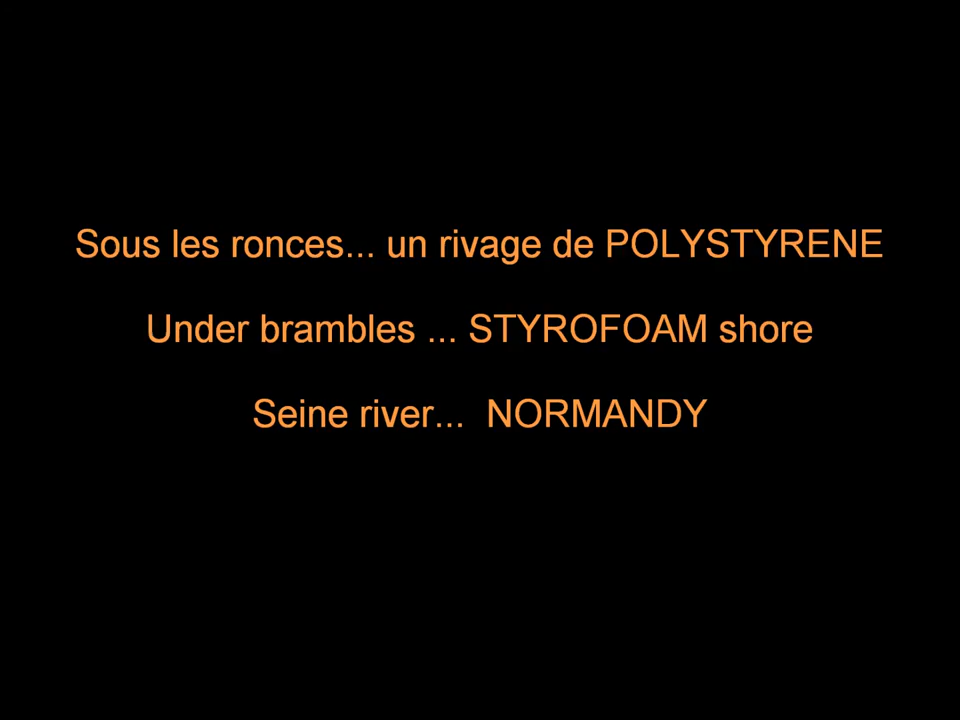 Sous les ronces... un rivage de POLYSTYRENE
Under brambles ... STYROFOAM shore
Seine river...  NORMANDY